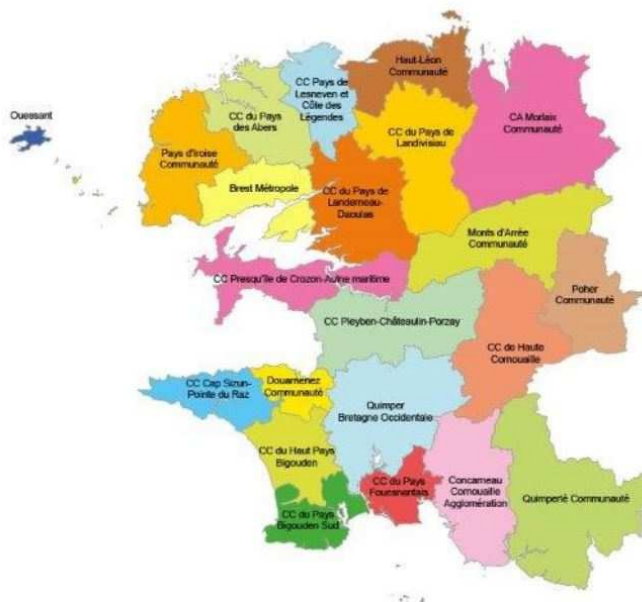 Ouessant
Haut-Léon
Communauté
CC Pays de
Lesneven et
Côte des
Légendes
CC du Pays
des Abers
CA Morlaix
Communauté
CC du Pays de
Landivisiau
Pays d'Iroise
Communauté
Brest Métropole
CC du Pays de
Landerneau-
Daoulas
Monts d'Arrée
Communauté
CC Presqu'île de Crozon-Aulne maritime
Poher
Communauté
CC Pleyben-Châteaulin-Porzay
CC de Haute
Cornouaille
CC Cap Sizun-
Pointe du Raz
Douarnenez
Communauté
Quimper
Bretagne Occidentale
CC du Haut Pays
Bigouden
CC du Pays
Fouesnantais
Concarneau
Cornouaille
Agglomération
Quimperlé Communauté
CC du Pays
Bigouden Sud